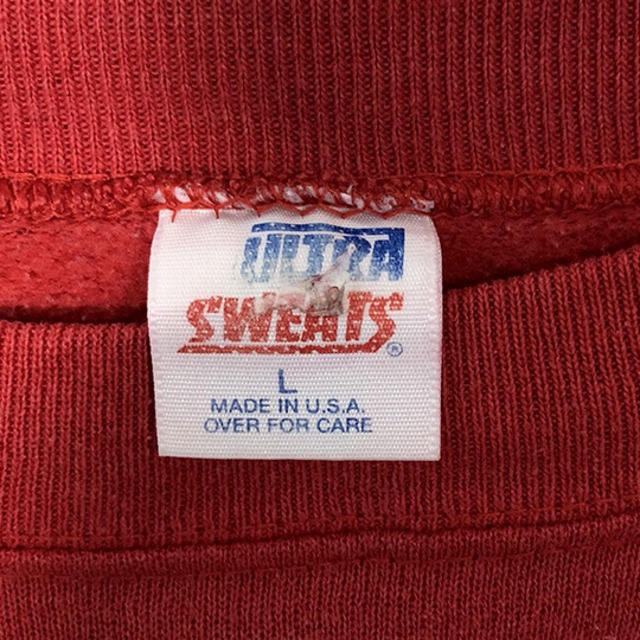 ULTRA
SWEATS®
L
MADE IN U.S.A.
OVER FOR CARE